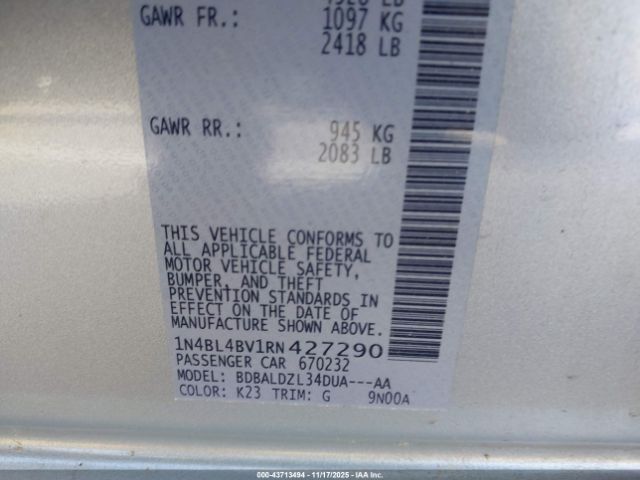 GAWR FR.: 1097 KG
2418 LB
GAWR RR.: 945 KG
2083 LB
THIS VEHICLE CONFORMS TO
ALL APPLICABLE FEDERAL
MOTOR VEHICLE SAFETY,
BUMPER, AND THEFT
PREVENTION STANDARDS IN
EFFECT ON THE DATE OF
MANUFACTURE SHOWN ABOVE.
1N4BL4BV1RN427290
PASSENGER CAR 670232
MODEL: BDBALDZL34DUA---AA
COLOR: K23 TRIM: G 9N00A
000-43713494 - 11/17/2025 - IAA Inc.